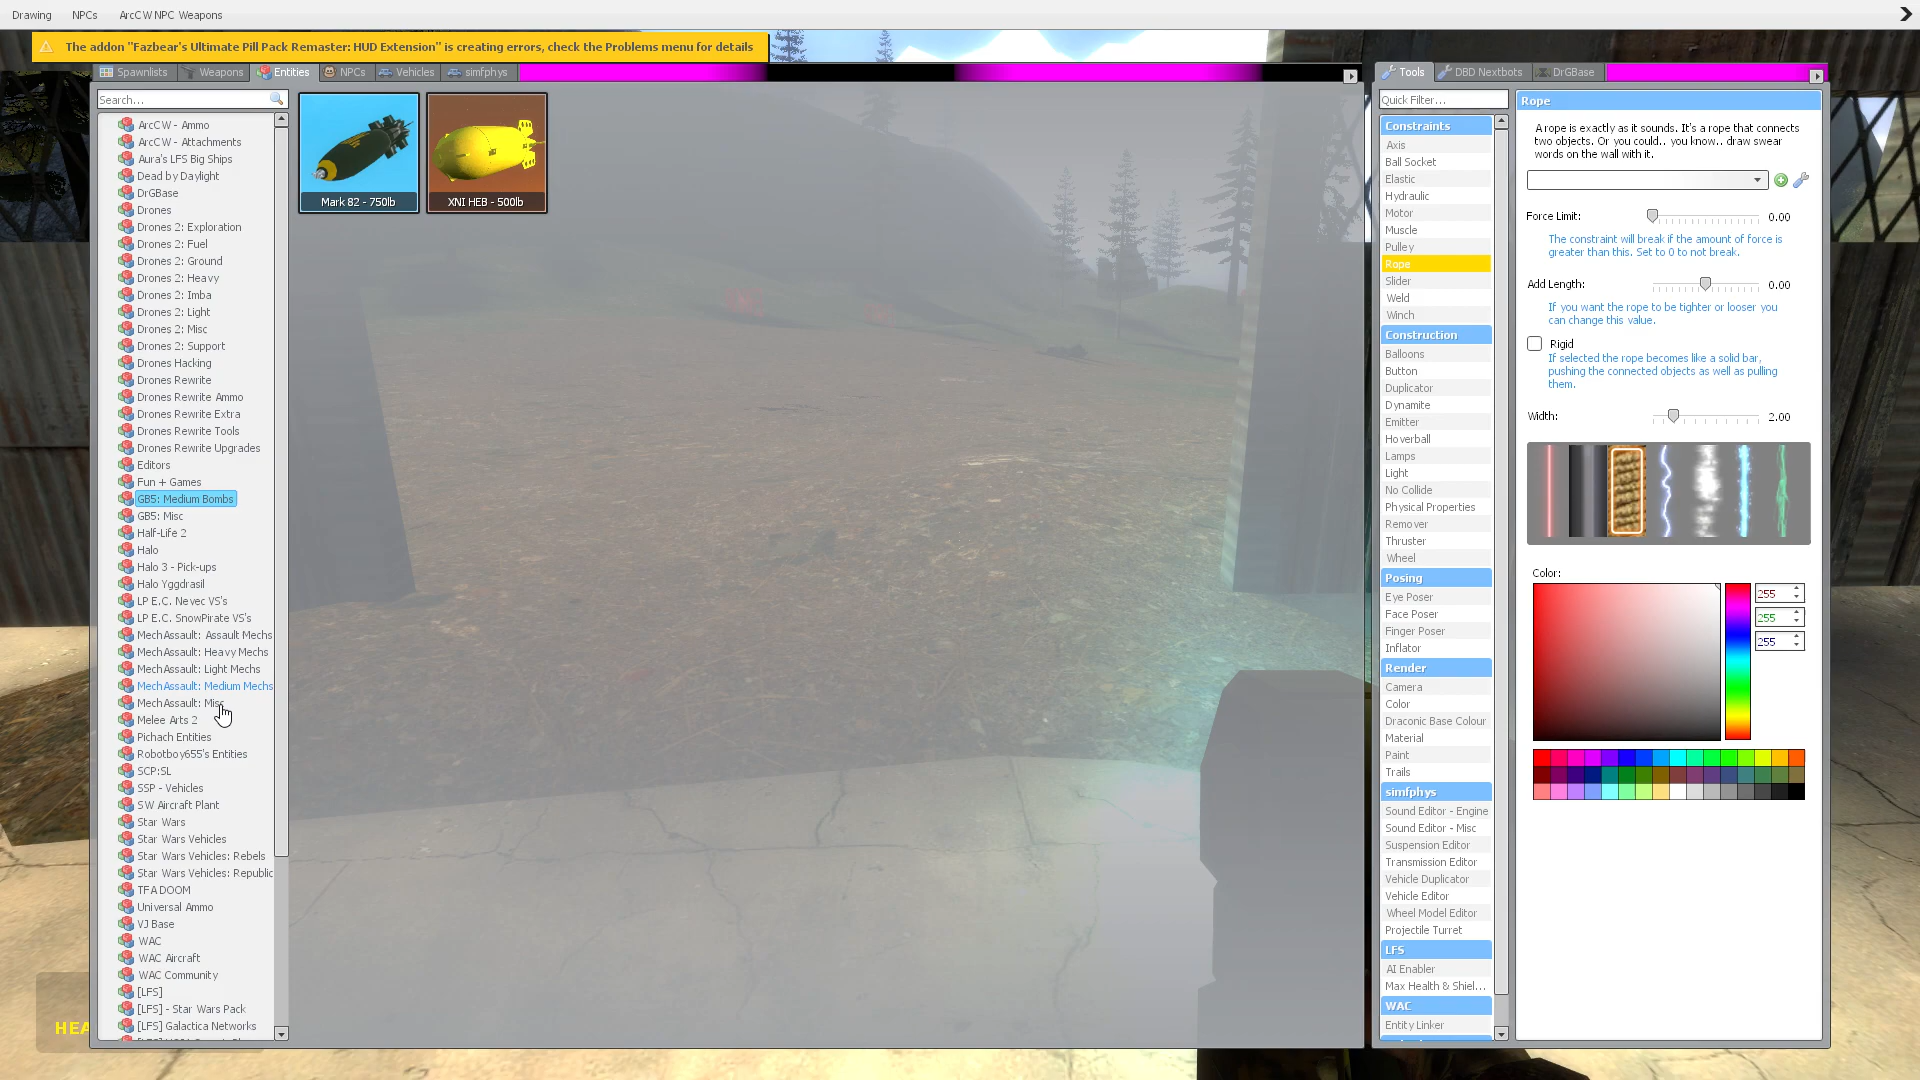 Drawing NPCs ArcCW NPC Weapons
The addon "Fazbear's Ultimate Pill Pack Remaster: HUD Extension" is creating errors, check the Problems menu for details
Spawnlists Weapons Entities NPCs Vehicles simfphys
Search...
ArcCW - Ammo
ArcCW - Attachments
Aura's LFS Big Ships
Dead by Daylight
DrGBase
Drones
Drones 2: Exploration
Drones 2: Fuel
Drones 2: Ground
Drones 2: Heavy
Drones 2: Imba
Drones 2: Light
Drones 2: Misc
Drones 2: Support
Drones Hacking
Drones Rewrite
Drones Rewrite Ammo
Drones Rewrite Extra
Drones Rewrite Tools
Drones Rewrite Upgrades
Editors
Fun + Games
GB5: Medium Bombs
GB5: Misc
Half-Life 2
Halo
Halo 3 - Pick-ups
Halo Yggdrasil
LP E.C. Nevec VS's
LP E.C. SnowPirate VS's
MechAssault: Assault Mechs
MechAssault: Heavy Mechs
MechAssault: Light Mechs
MechAssault: Medium Mechs
MechAssault: Misc
Melee Arts 2
Pichach Entities
Robotboy655's Entities
SCP:SL
SSP - Vehicles
SW Aircraft Plant
Star Wars
Star Wars Vehicles
Star Wars Vehicles: Rebels
Star Wars Vehicles: Republic
TFA DOOM
Universal Ammo
VJ Base
WAC
WAC Aircraft
WAC Community
[LFS]
[LFS] - Star Wars Pack
[LFS] Galactica Networks
HEA
Mark 82 - 750lb
XNI HEB - 500lb
Tools DBD Nextbots DrGBase
Quick Filter...
Constraints
Axis
Ball Socket
Elastic
Hydraulic
Motor
Muscle
Pulley
Rope
Slider
Weld
Winch
Construction
Balloons
Button
Duplicator
Dynamite
Emitter
Hoverball
Lamps
Light
No Collide
Physical Properties
Remover
Thruster
Wheel
Posing
Eye Poser
Face Poser
Finger Poser
Inflator
Render
Camera
Color
Draconic Base Colour
Material
Paint
Trails
simfphys
Sound Editor - Engine
Sound Editor - Misc
Suspension Editor
Transmission Editor
Vehicle Duplicator
Vehicle Editor
Wheel Model Editor
Projectile Turret
LFS
AI Enabler
Max Health & Shiel...
WAC
Entity Linker
Rope
A rope is exactly as it sounds. It's a rope that connects
two objects. Or you could.. you know.. draw swear
words on the wall with it.
Force Limit: 0.00
The constraint will break if the amount of force is
greater than this. Set to 0 to not break.
Add Length: 0.00
If you want the rope to be tighter or looser you
can change this value.
Rigid
If selected the rope becomes like a solid bar,
pushing the connected objects as well as pulling
them.
Width: 2.00
Color:
255
255
255